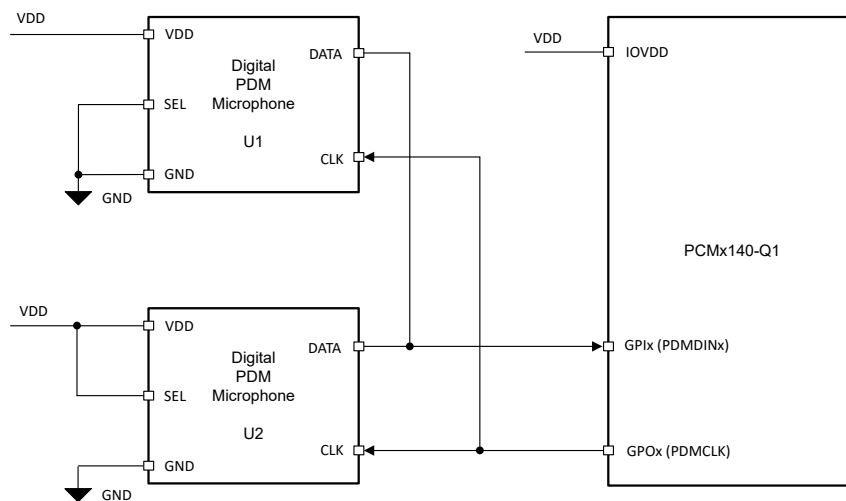 VDD
VDD
SEL
GND
GND
Digital
PDM
Microphone
U1
DATA
CLK
VDD
IOVDD
PCMx140-Q1
GPIx (PDMDINx)
GPOx (PDMCLK)
VDD
VDD
SEL
GND
GND
Digital
PDM
Microphone
U2
DATA
CLK